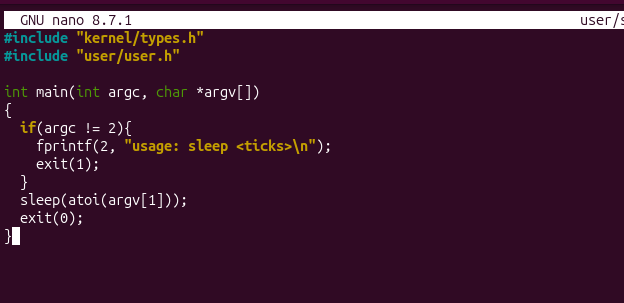 GNU nano 8.7.1 user/s
#include "kernel/types.h"
#include "user/user.h"
int main(int argc, char *argv[])
{
  if(argc != 2){
    fprintf(2, "usage: sleep <ticks>\n");
    exit(1);
  }
  sleep(atoi(argv[1]));
  exit(0);
}